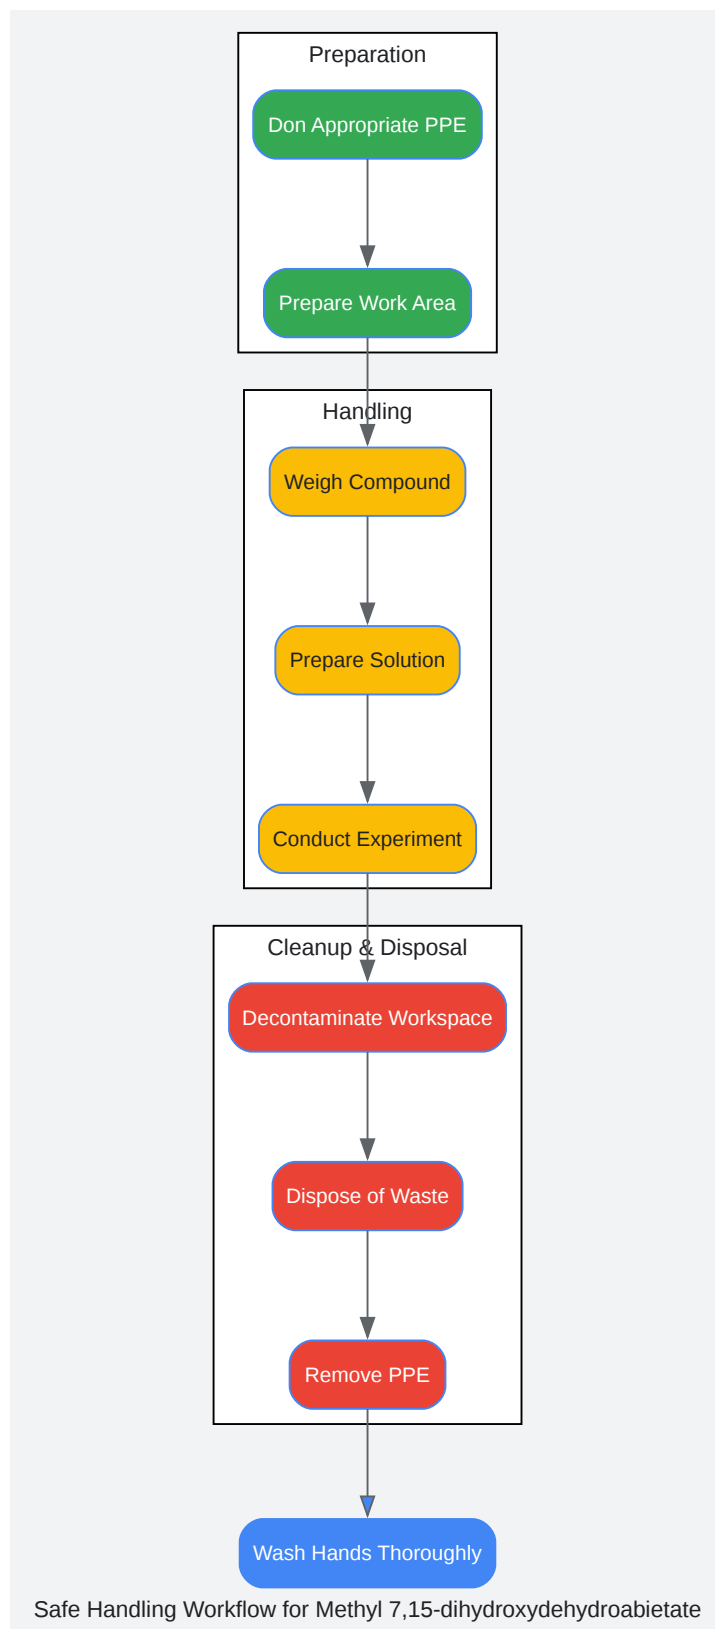 Preparation
Don Appropriate PPE
Prepare Work Area
Handling
Weigh Compound
Prepare Solution
Conduct Experiment
Cleanup & Disposal
Decontaminate Workspace
Dispose of Waste
Remove PPE
Wash Hands Thoroughly
Safe Handling Workflow for Methyl 7,15-dihydroxydehydroabietate